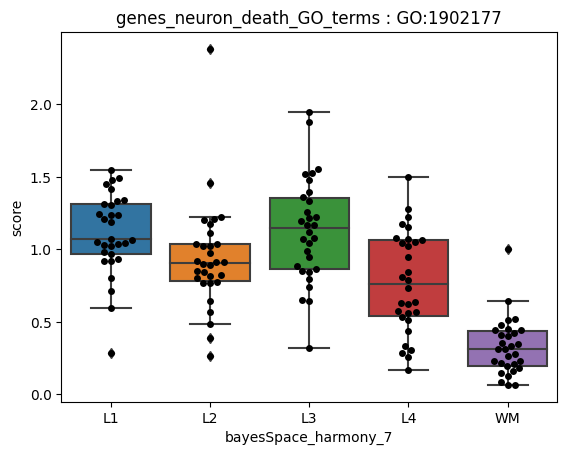 genes_neuron_death_GO_terms : GO:1902177
score
2.0
1.5
1.0
0.5
0.0
L1 L2 L3 L4 WM
bayesSpace_harmony_7